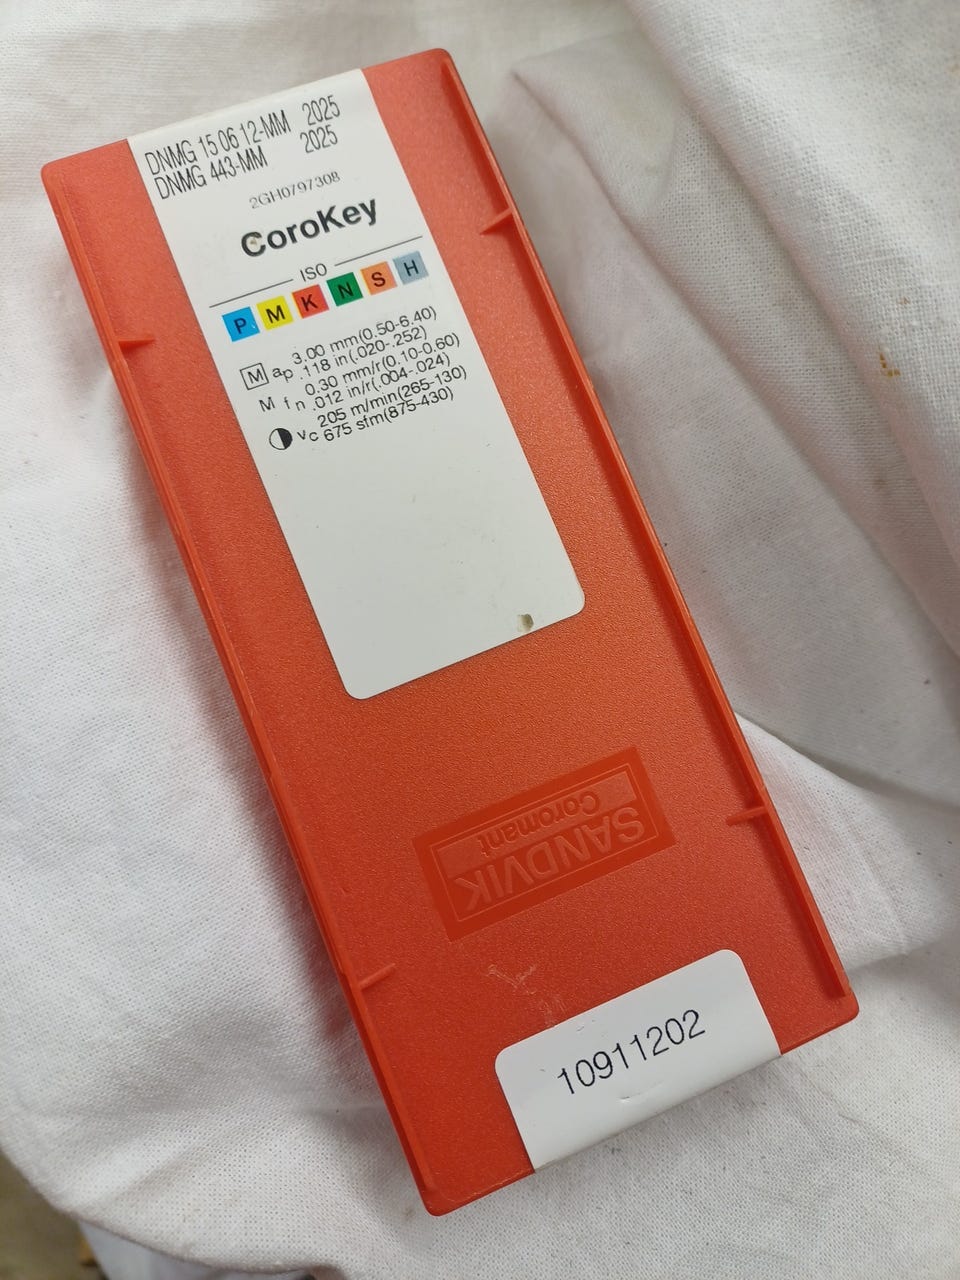 DNMG 15 06 12-MM 2025
DNMG 443-MM 2025
2GH0797308
CoroKey
ISO
P M K N S H
M ap 3.00 mm(0.50-6.40)
.118 in(.020-.252)
M fn 0.30 mm/r(0.10-0.60)
.012 in/r(.004-.024)
vc 205 m/min(265-130)
675 sfm(875-430)
SANDVIK
Coromant
10911202